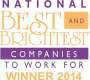 NATIONAL
BEST AND
BRIGHTEST
COMPANIES
TO WORK FOR
WINNER 2014